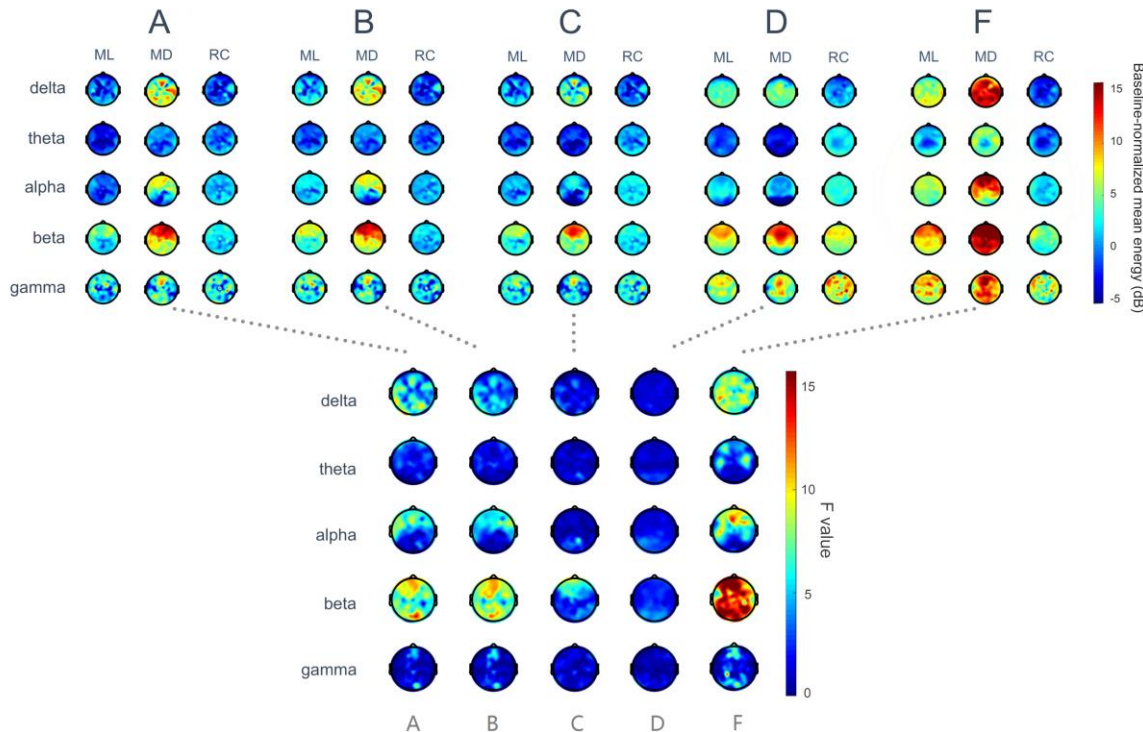 A B C D F
ML MD RC ML MD RC ML MD RC ML MD RC ML MD RC
delta
theta
alpha
beta
gamma
15
10
5
0
-5
Baseline-normalized mean energy (dB)
delta
theta
alpha
beta
gamma
15
10
5
0
F value
A B C D F